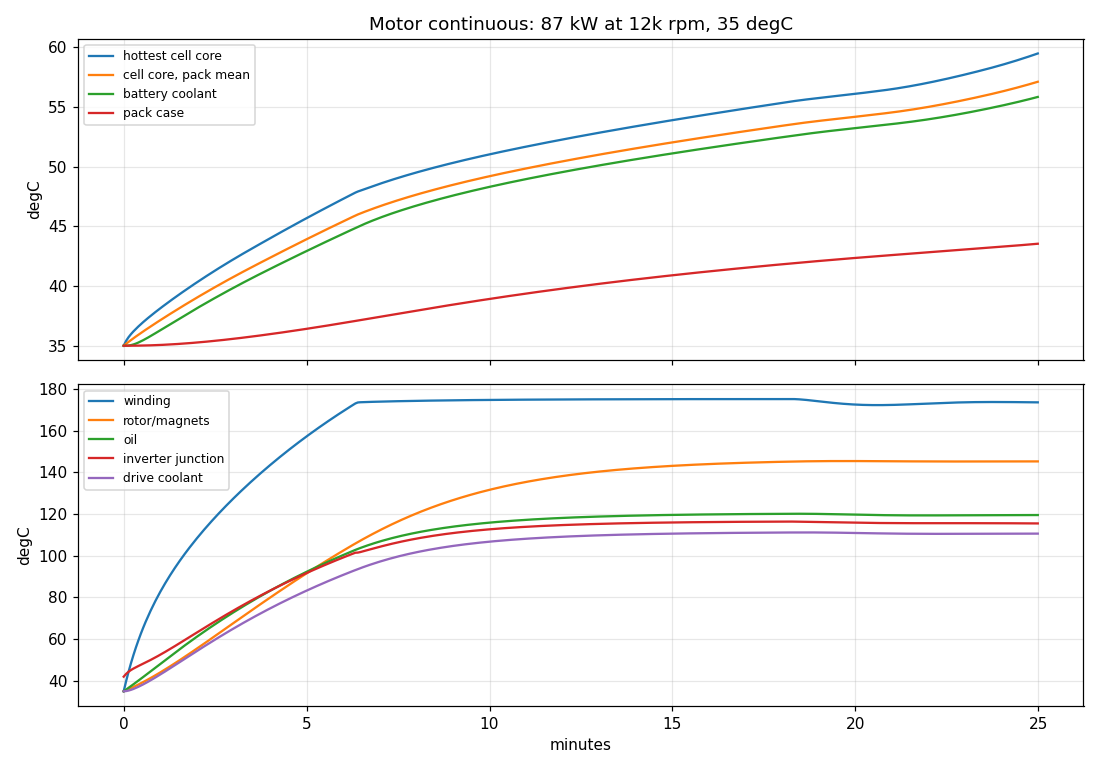 Motor continuous: 87 kW at 12k rpm, 35 degC
60
55
50
45
40
35
degC
hottest cell core
cell core, pack mean
battery coolant
pack case
180
160
140
120
100
80
60
40
degC
winding
rotor/magnets
oil
inverter junction
drive coolant
0 5 10 15 20 25
minutes